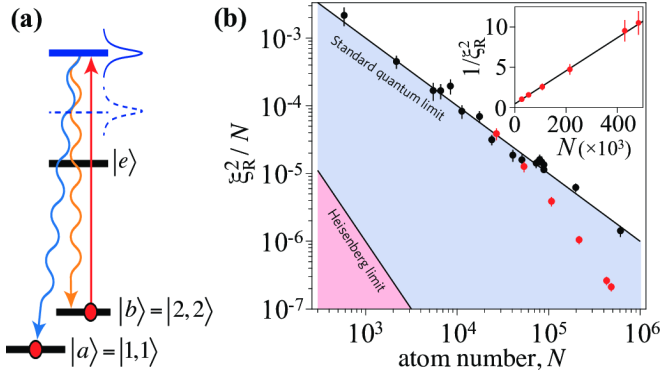 (a)
|e⟩
|b⟩ = |2,2⟩
|a⟩ = |1,1⟩
(b)
10⁻³
10⁻⁴
10⁻⁵
10⁻⁶
10⁻⁷
ξ²_R / N
Standard quantum limit
Heisenberg limit
10³
10⁴
10⁵
10⁶
atom number, N
1/ξ²_R
10
5
0
0
200
400
N (×10³)